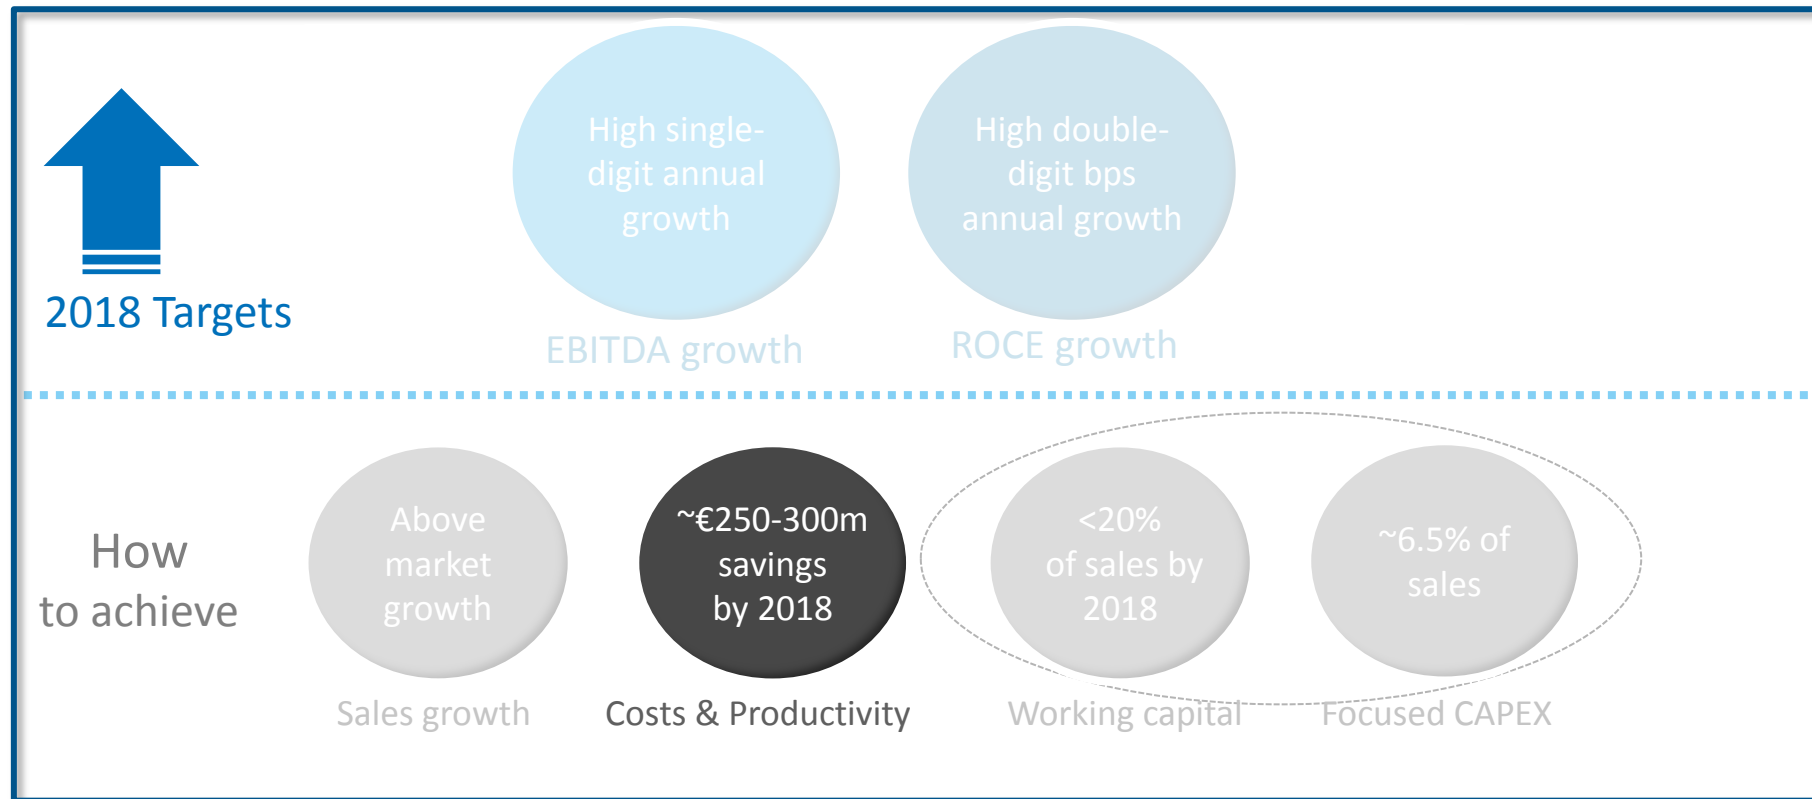 High single-
digit annual
growth
High double-
digit bps
annual growth
2018 Targets
EBITDA growth
ROCE growth
How
to achieve
Above
market
growth
~€250-300m
savings
by 2018
<20%
of sales by
2018
~6.5% of
sales
Sales growth
Costs & Productivity
Working capital
Focused CAPEX